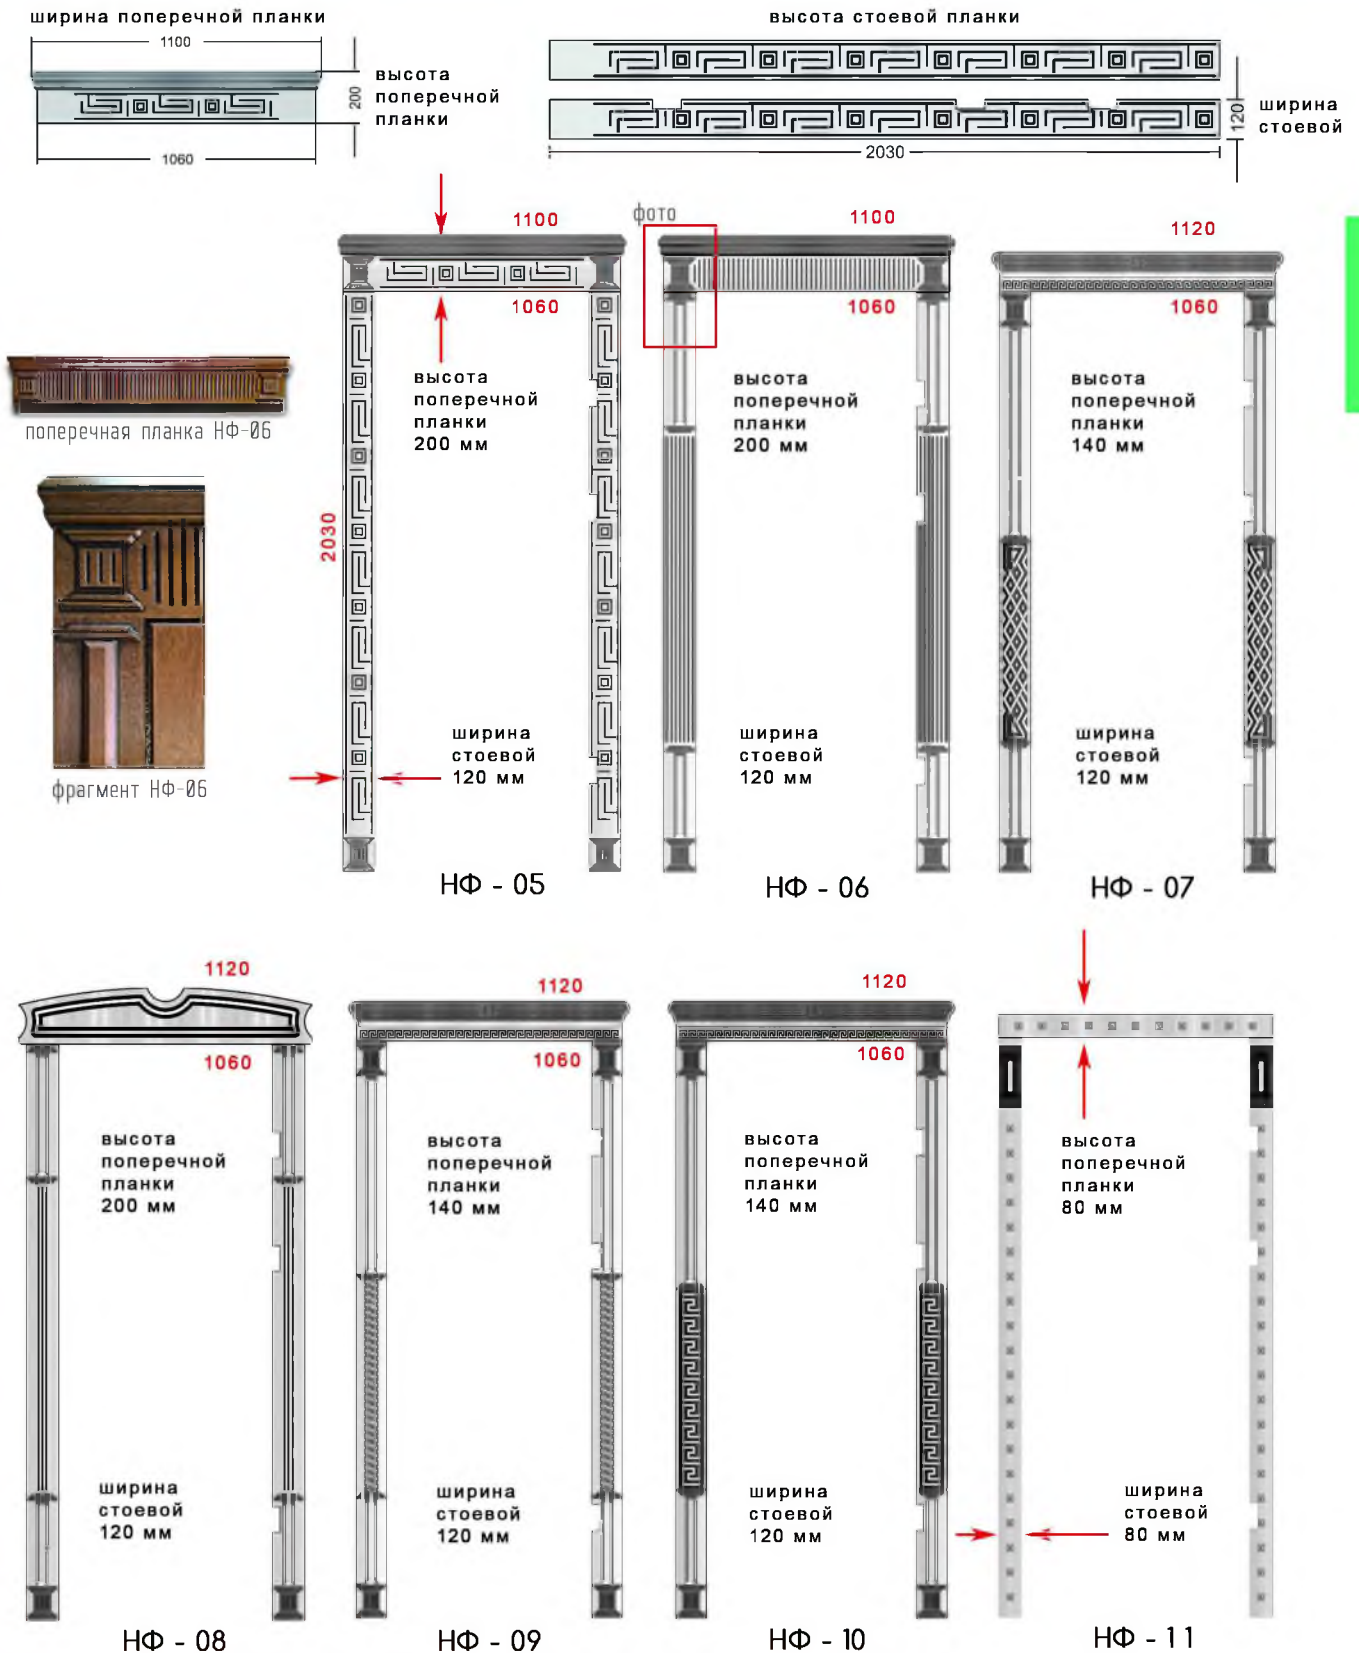 ширина поперечной планки
1100
высота
поперечной
планки
200
1060
высота стоевой планки
120
ширина
стоевой
2030
1100
1060
высота
поперечной
планки
200 мм
2030
ширина
стоевой
120 мм
НФ - 05
фото
1100
1060
высота
поперечной
планки
200 мм
ширина
стоевой
120 мм
НФ - 06
1120
1060
высота
поперечной
планки
140 мм
ширина
стоевой
120 мм
НФ - 07
поперечная планка НФ-06
фрагмент НФ-06
1120
1060
высота
поперечной
планки
200 мм
ширина
стоевой
120 мм
НФ - 08
1120
1060
высота
поперечной
планки
140 мм
ширина
стоевой
120 мм
НФ - 09
1120
1060
высота
поперечной
планки
140 мм
ширина
стоевой
120 мм
НФ - 10
высота
поперечной
планки
80 мм
ширина
стоевой
80 мм
НФ - 11